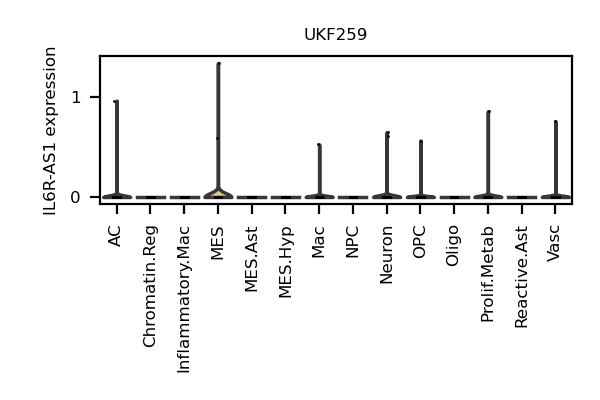 UKF259
IL6R-AS1 expression
1
0
AC
Chromatin.Reg
Inflammatory.Mac
MES
MES.Ast
MES.Hyp
Mac
NPC
Neuron
OPC
Oligo
Prolif.Metab
Reactive.Ast
Vasc